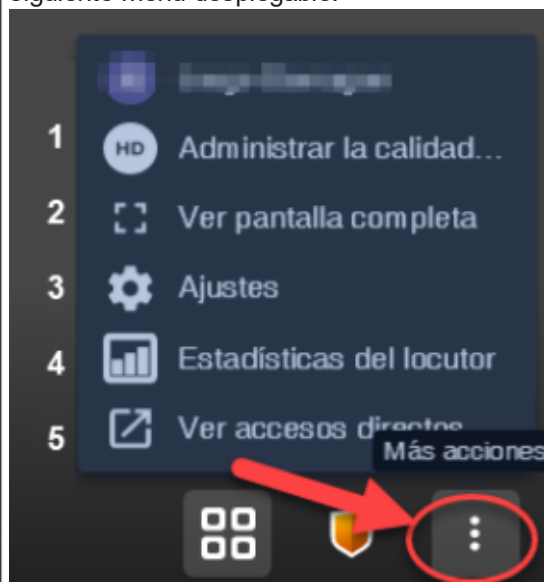 siguiente menú desplegable:
1 HD Administrar la calidad...
2 Ver pantalla completa
3 Ajustes
4 Estadísticas del locutor
5 Ver accesos directos
Más acciones